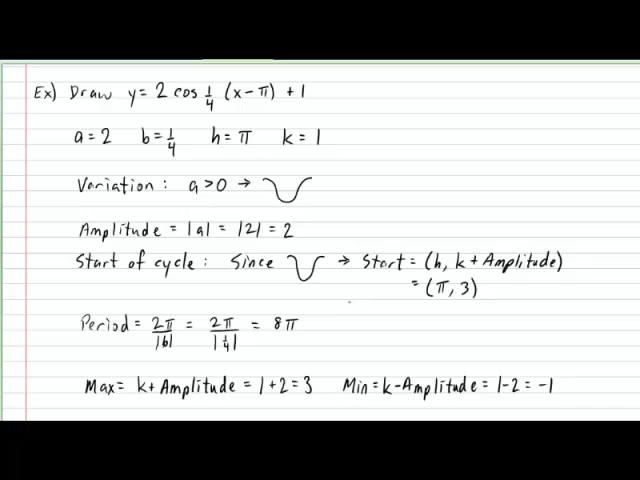 Ex) Draw y = 2 cos 1/4 (x - π) + 1
a = 2 b = 1/4 h = π k = 1
Variation : a > 0 →
Amplitude = |a| = |2| = 2
Start of cycle : Since → Start = (h, k + Amplitude)
= (π, 3)
Period = 2π/|b| = 2π/|1/4| = 8π
Max = k + Amplitude = 1 + 2 = 3 Min = k - Amplitude = 1 - 2 = -1